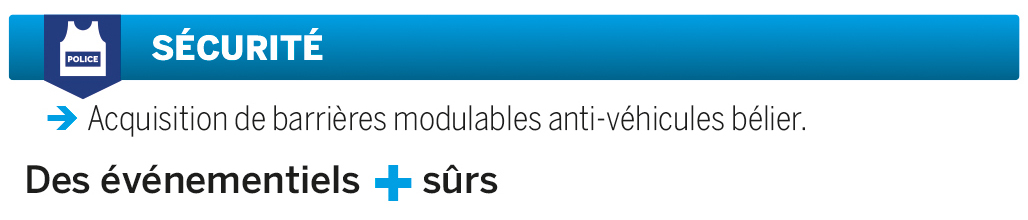 POLICE
SÉCURITÉ
→ Acquisition de barrières modulables anti-véhicules bélier.
Des événementiels + sûrs